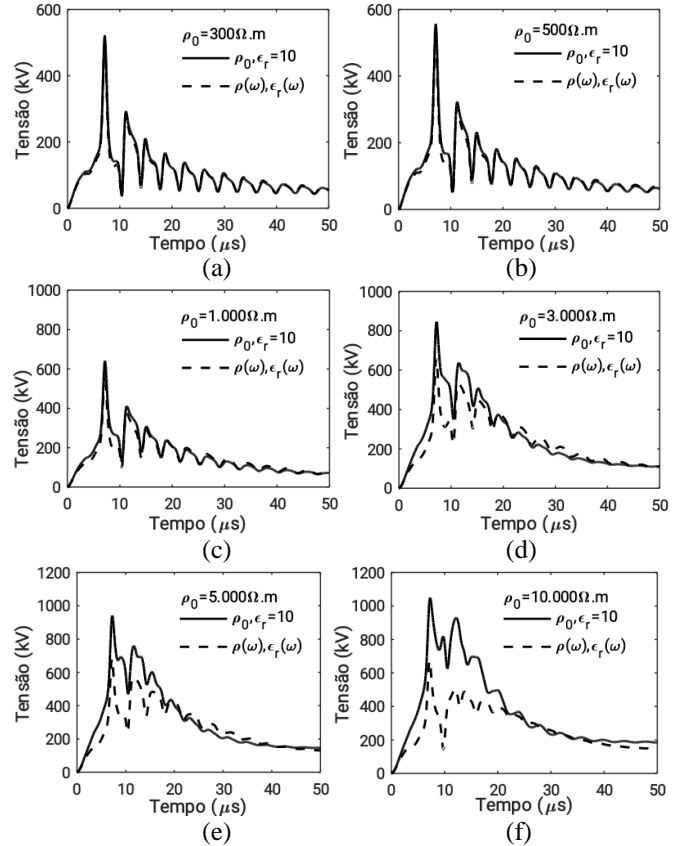 600
400
200
0
0
10
20
30
40
50
Tensão (kV)
Tempo (μs)
ρ₀=300Ω.m
ρ₀,ϵᵣ=10
ρ(ω),ϵᵣ(ω)
(a)
600
400
200
0
0
10
20
30
40
50
Tensão (kV)
Tempo (μs)
ρ₀=500Ω.m
ρ₀,ϵᵣ=10
ρ(ω),ϵᵣ(ω)
(b)
1000
800
600
400
200
0
0
10
20
30
40
50
Tensão (kV)
Tempo (μs)
ρ₀=1.000Ω.m
ρ₀,ϵᵣ=10
ρ(ω),ϵᵣ(ω)
(c)
1000
800
600
400
200
0
0
10
20
30
40
50
Tensão (kV)
Tempo (μs)
ρ₀=3.000Ω.m
ρ₀,ϵᵣ=10
ρ(ω),ϵᵣ(ω)
(d)
1200
1000
800
600
400
200
0
0
10
20
30
40
50
Tensão (kV)
Tempo (μs)
ρ₀=5.000Ω.m
ρ₀,ϵᵣ=10
ρ(ω),ϵᵣ(ω)
(e)
1200
1000
800
600
400
200
0
0
10
20
30
40
50
Tensão (kV)
Tempo (μs)
ρ₀=10.000Ω.m
ρ₀,ϵᵣ=10
ρ(ω),ϵᵣ(ω)
(f)